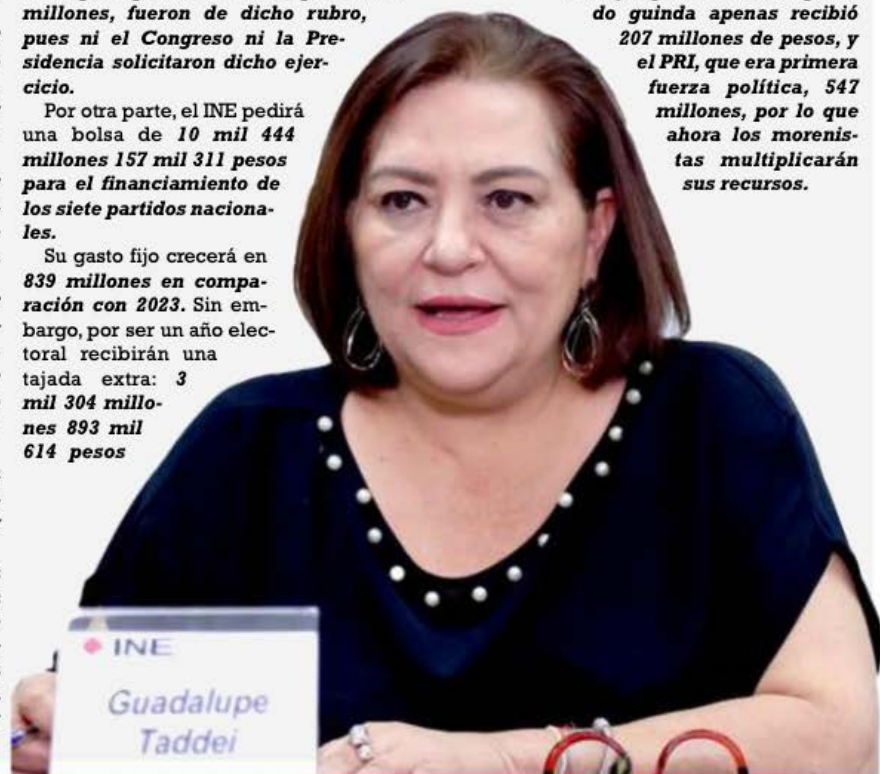 millones, fueron de dicho rubro,
pues ni el Congreso ni la Pre-
sidencia solicitaron dicho ejer-
cicio.
Por otra parte, el INE pedirá
una bolsa de 10 mil 444
millones 157 mil 311 pesos
para el financiamiento de
los siete partidos naciona-
les.
Su gasto fijo crecerá en
839 millones en compa-
ración con 2023. Sin em-
bargo, por ser un año elec-
toral recibirán una
tajada extra: 3
mil 304 millo-
nes 893 mil
614 pesos
do guinda apenas recibió
207 millones de pesos, y
el PRI, que era primera
fuerza política, 547
millones, por lo que
ahora los morenis-
tas multiplicarán
sus recursos.
INE
Guadalupe
Taddei